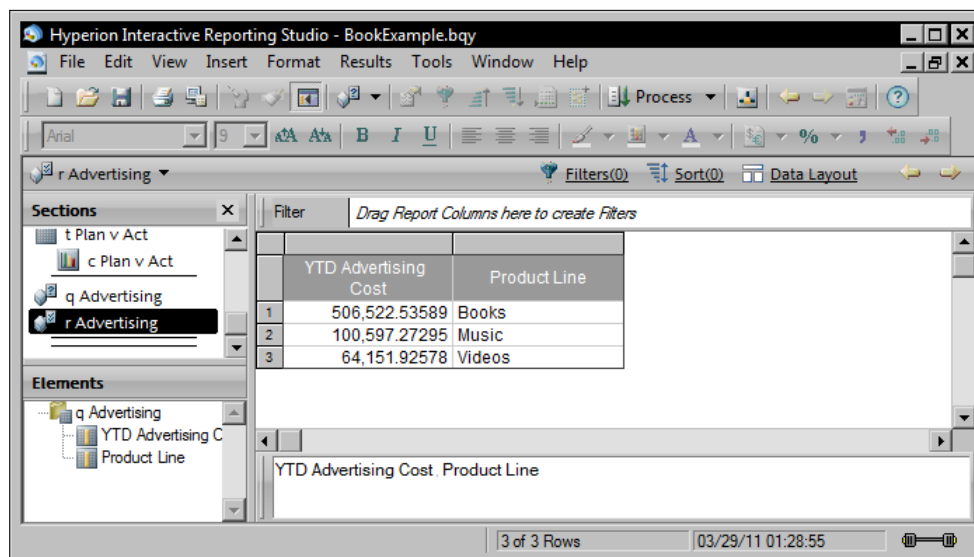 Hyperion Interactive Reporting Studio - BookExample.bqy
File Edit View Insert Format Results Tools Window Help
Process
Arial 9 B I U A %
r Advertising Filters(0) Sort(0) Data Layout
Sections
t Plan v Act
c Plan v Act
q Advertising
r Advertising
Elements
q Advertising
YTD Advertising C
Product Line
Filter Drag Report Columns here to create Filters
YTD Advertising Cost Product Line
1 506,522.53589 Books
2 100,597.27295 Music
3 64,151.92578 Videos
YTD Advertising Cost , Product Line
3 of 3 Rows 03/29/11 01:28:55